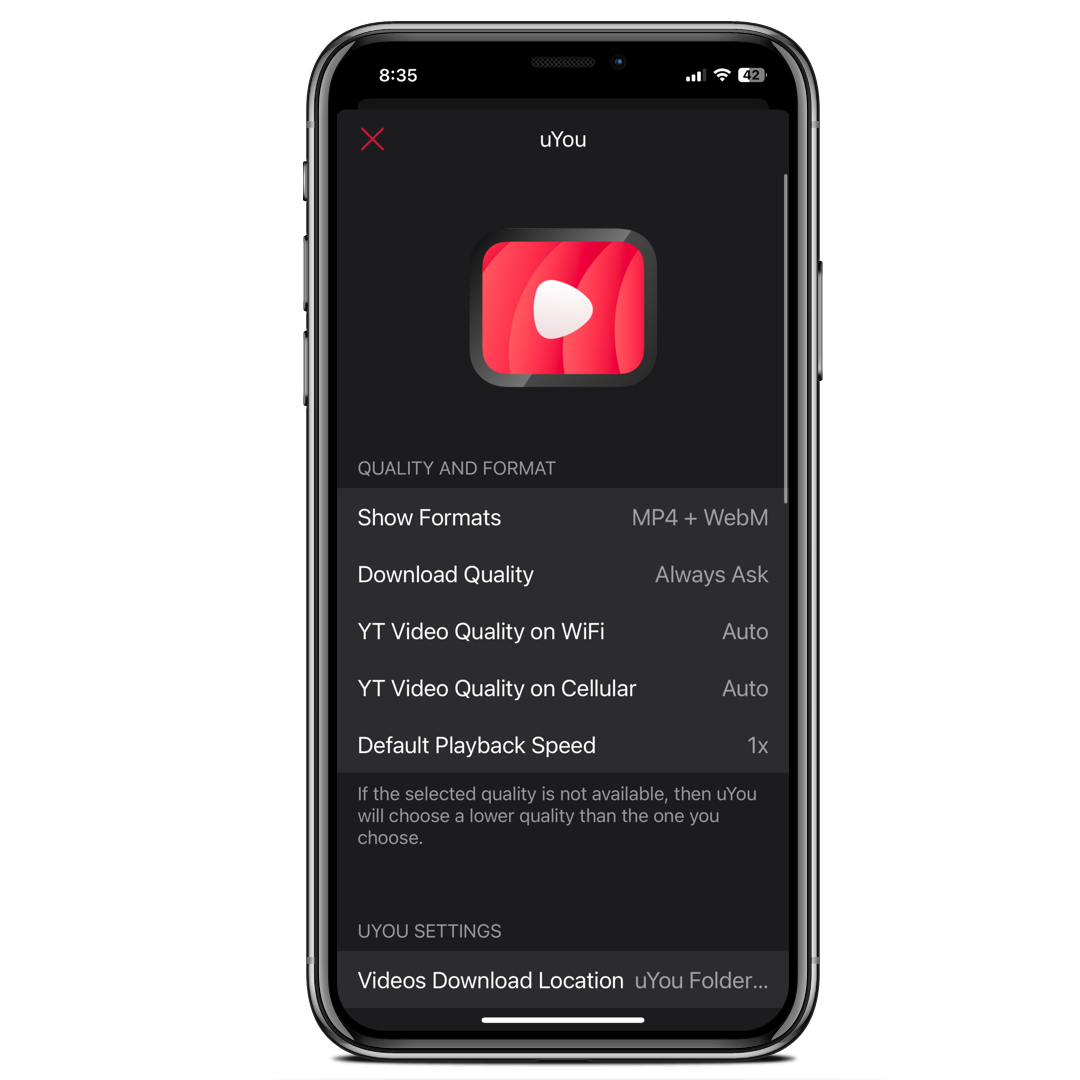 8:35
42
uYou
QUALITY AND FORMAT
Show Formats MP4 + WebM
Download Quality Always Ask
YT Video Quality on WiFi Auto
YT Video Quality on Cellular Auto
Default Playback Speed 1x
If the selected quality is not available, then uYou
will choose a lower quality than the one you
choose.
UYOU SETTINGS
Videos Download Location uYou Folder...